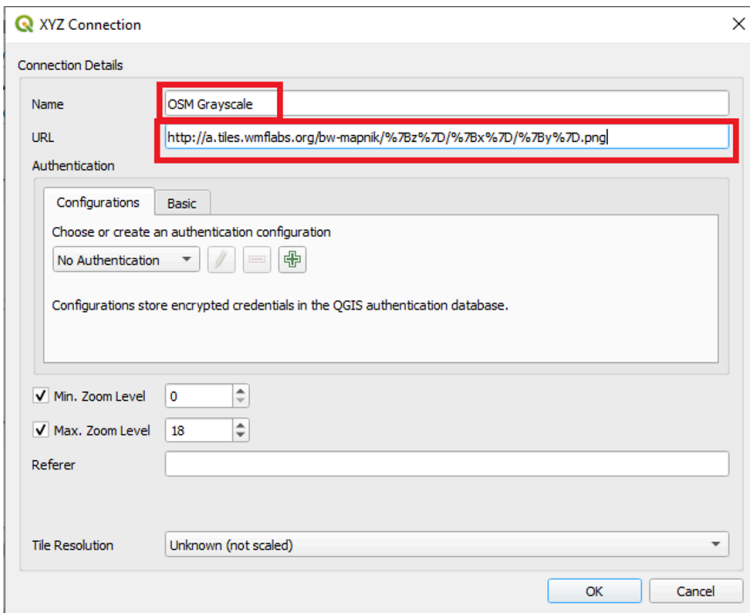 XYZ Connection
Connection Details
Name OSM Grayscale
URL http://a.tiles.wmflabs.org/bw-mapnik/%7Bz%7D/%7Bx%7D/%7By%7D.png
Authentication
Configurations Basic
Choose or create an authentication configuration
No Authentication
Configurations store encrypted credentials in the QGIS authentication database.
Min. Zoom Level 0
Max. Zoom Level 18
Referer
Tile Resolution Unknown (not scaled)
OK Cancel